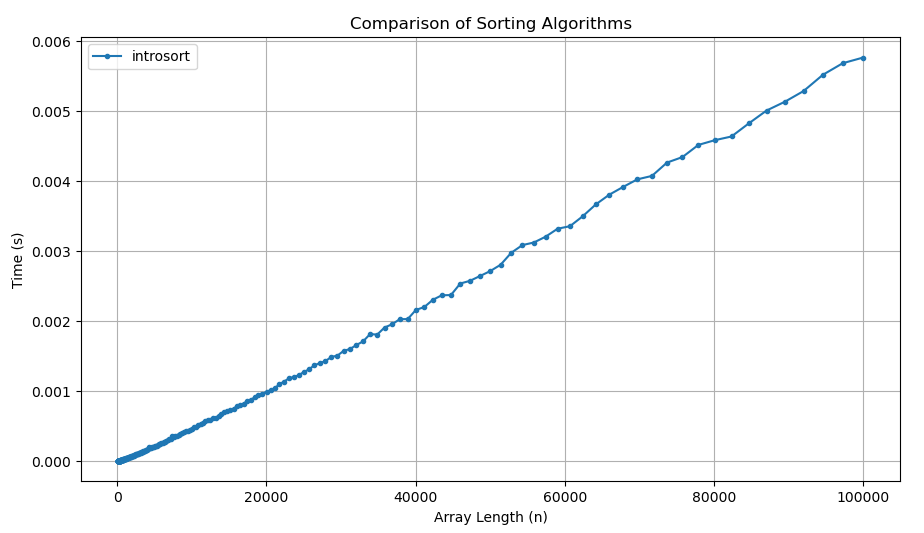 Comparison of Sorting Algorithms
introsort
0.006
0.005
0.004
0.003
0.002
0.001
0.000
Time (s)
0 20000 40000 60000 80000 100000
Array Length (n)